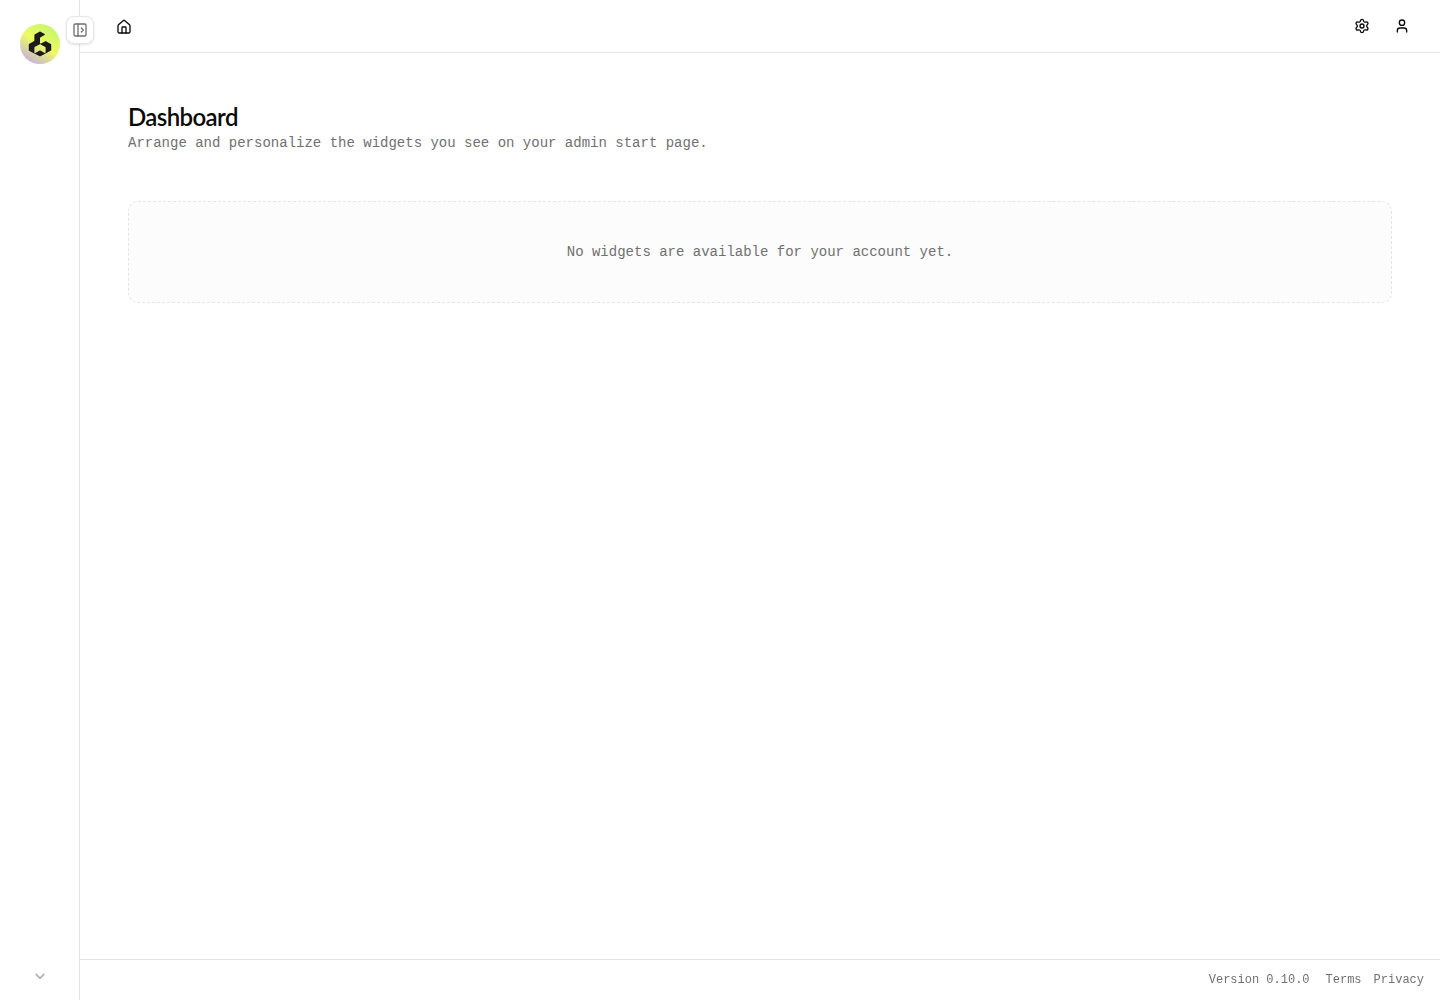 Dashboard
Arrange and personalize the widgets you see on your admin start page.
No widgets are available for your account yet.
Version 0.10.0 Terms Privacy